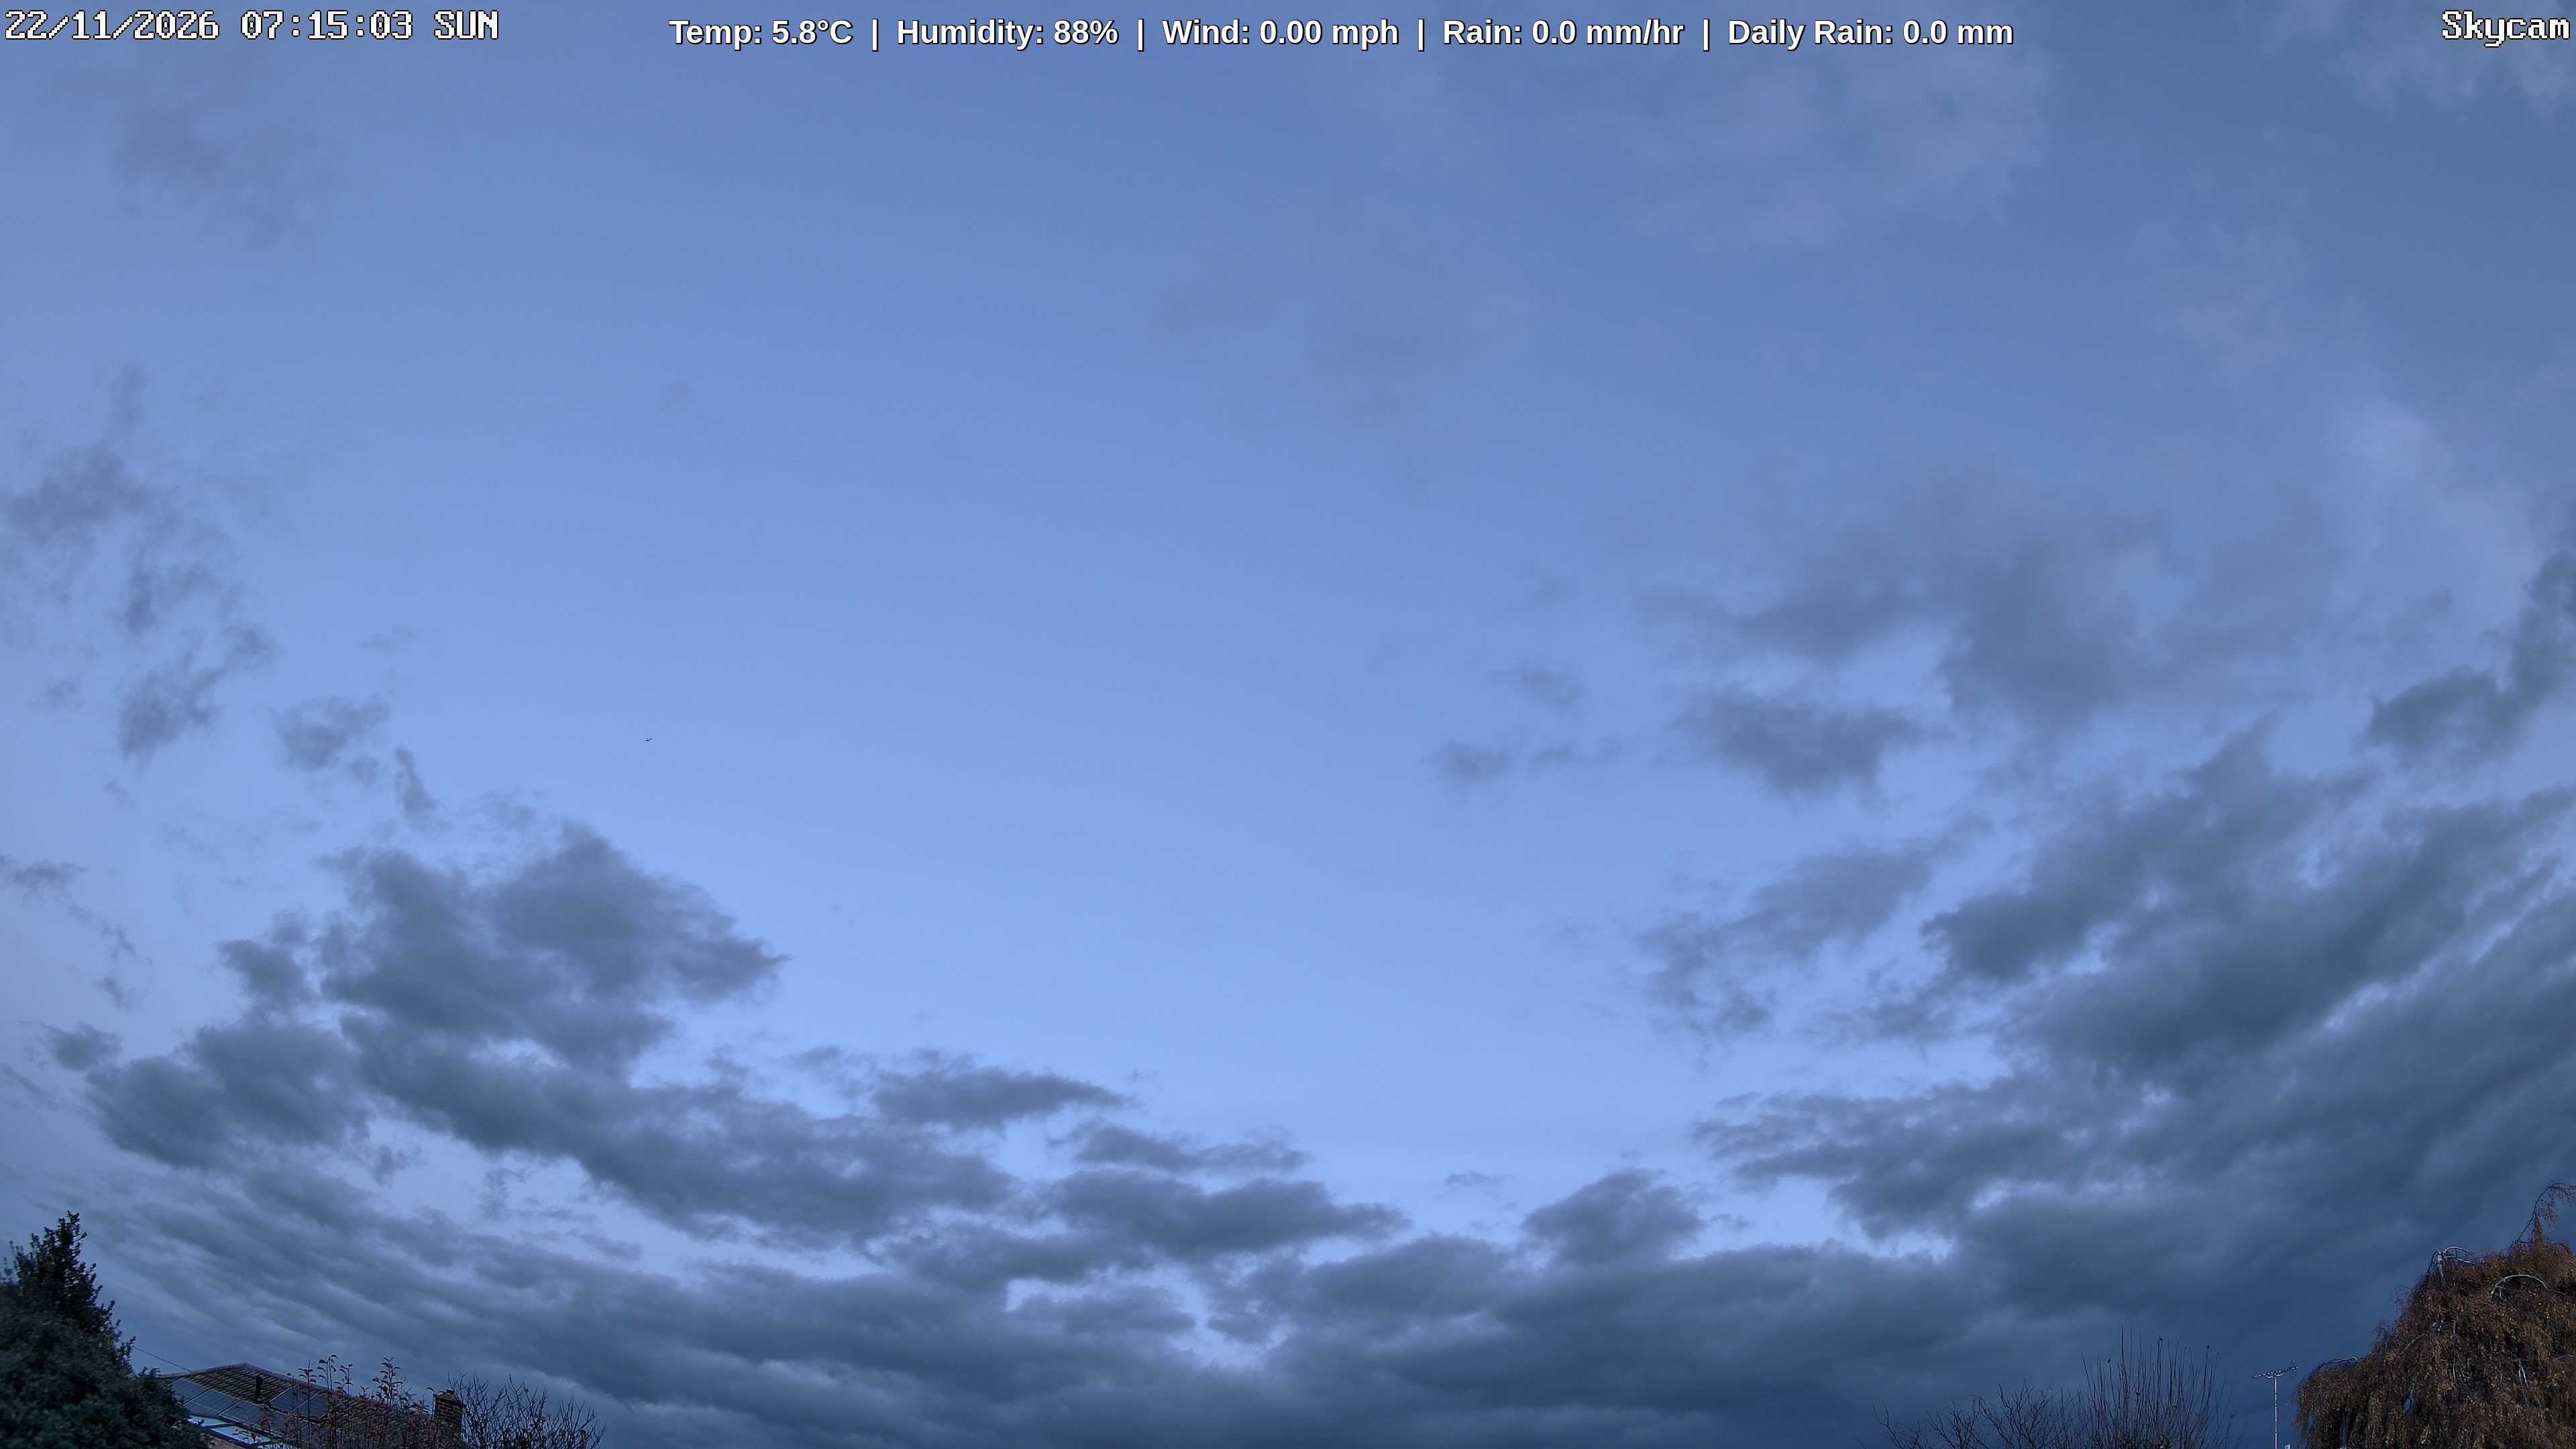 22/11/2026 07:15:03 SUN
Temp: 5.8°C | Humidity: 88% | Wind: 0.00 mph | Rain: 0.0 mm/hr | Daily Rain: 0.0 mm
Skycam